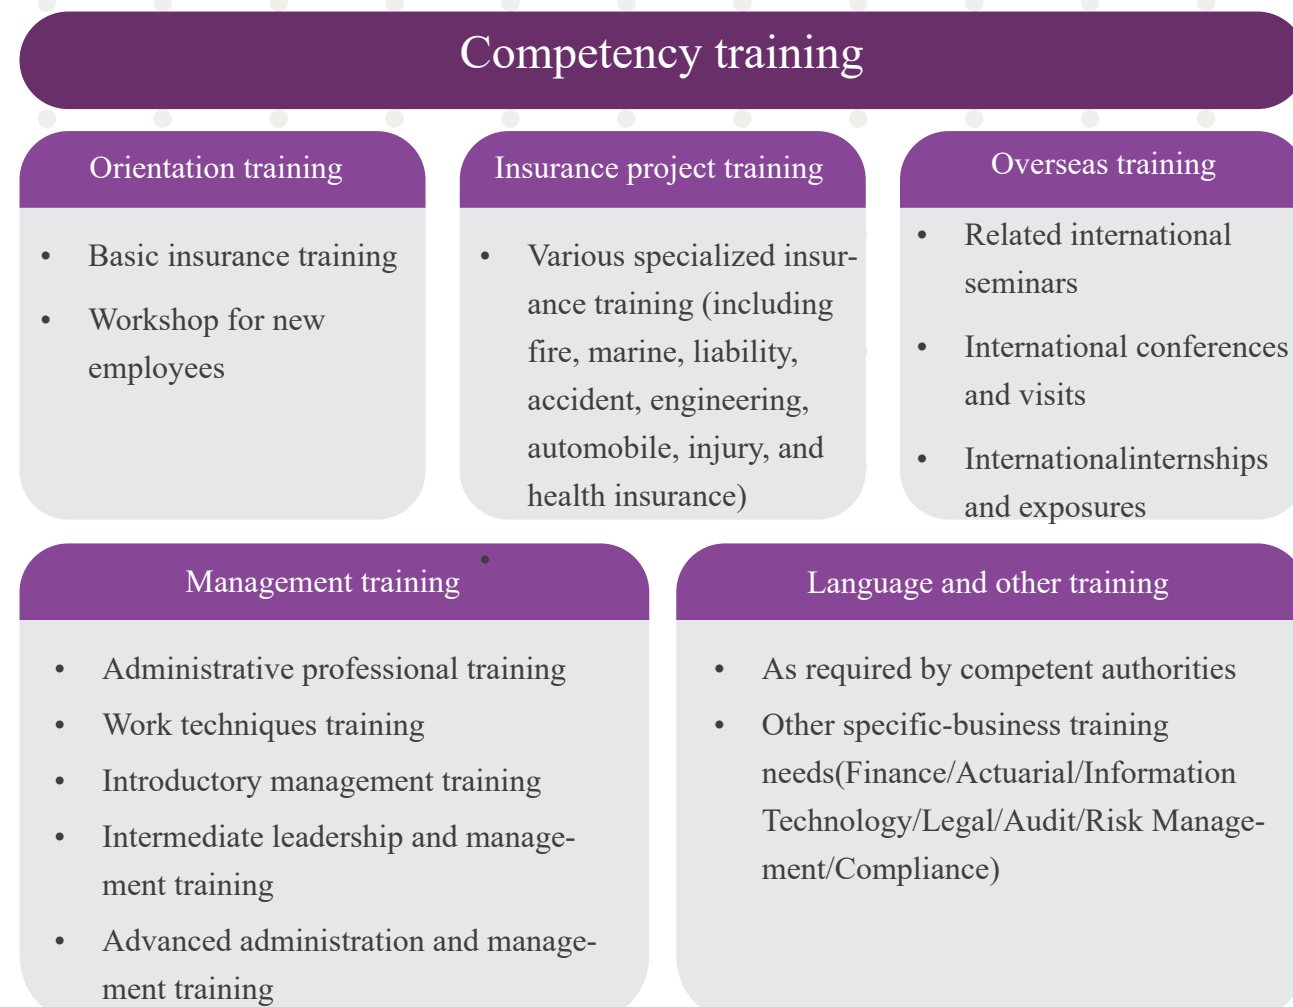 Competency training
Orientation training
• Basic insurance training
• Workshop for new
employees
Insurance project training
• Various specialized insur-
ance training (including
fire, marine, liability,
accident, engineering,
automobile, injury, and
health insurance)
Overseas training
• Related international
seminars
• International conferences
and visits
• Internationalinternships
and exposures
Management training
• Administrative professional training
• Work techniques training
• Introductory management training
• Intermediate leadership and manage-
ment training
• Advanced administration and manage-
ment training
Language and other training
• As required by competent authorities
• Other specific-business training
needs(Finance/Actuarial/Information
Technology/Legal/Audit/Risk Manage-
ment/Compliance)